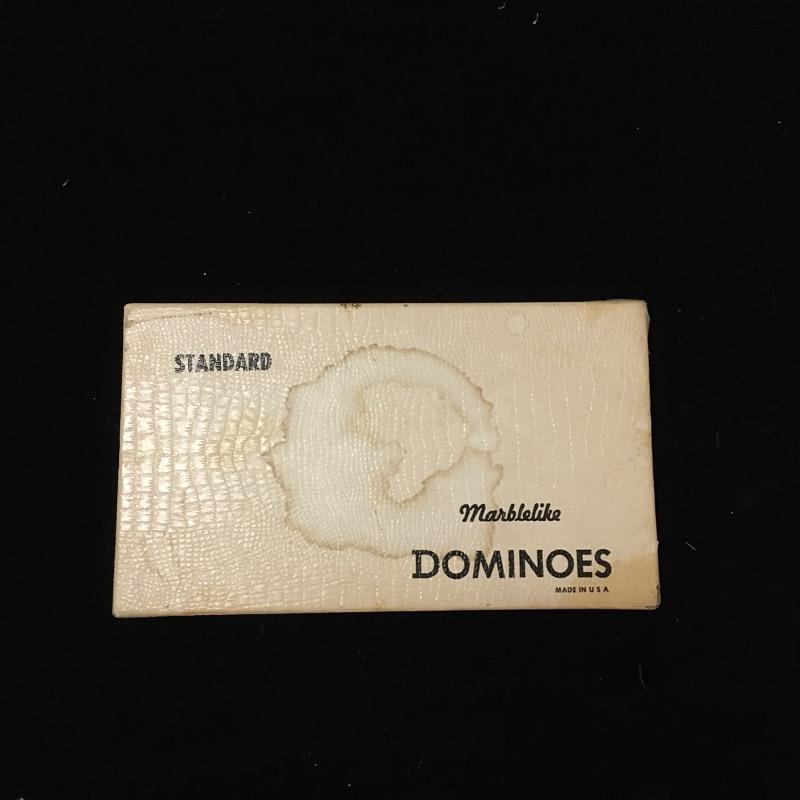 STANDARD
Marblelike
DOMINOES
MADE IN U S A